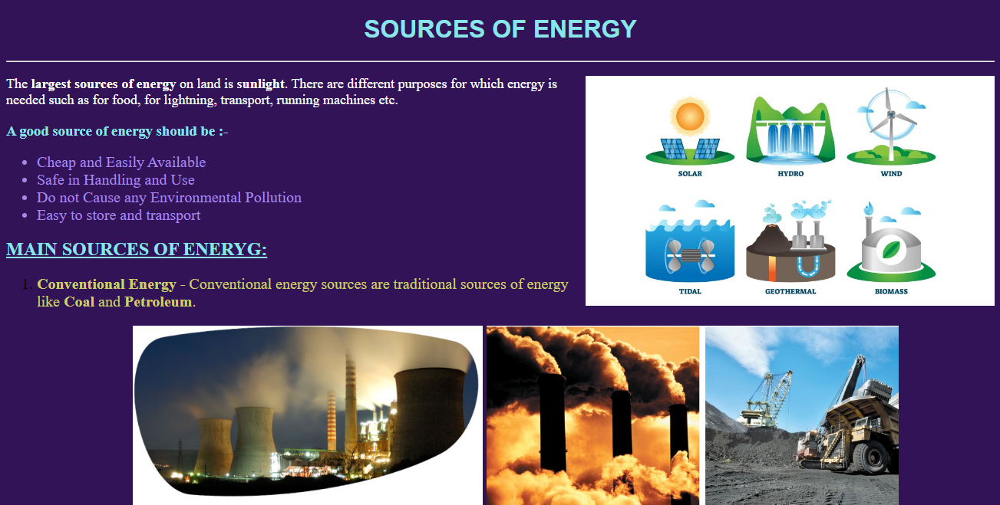 SOURCES OF ENERGY
The largest sources of energy on land is sunlight. There are different purposes for which energy is
needed such as for food, for lightning, transport, running machines etc.
A good source of energy should be :-
• Cheap and Easily Available
• Safe in Handling and Use
• Do not Cause any Environmental Pollution
• Easy to store and transport
MAIN SOURCES OF ENERYG:
1. Conventional Energy - Conventional energy sources are traditional sources of energy
like Coal and Petroleum.
SOLAR
HYDRO
WIND
TIDAL
GEOTHERMAL
BIOMASS